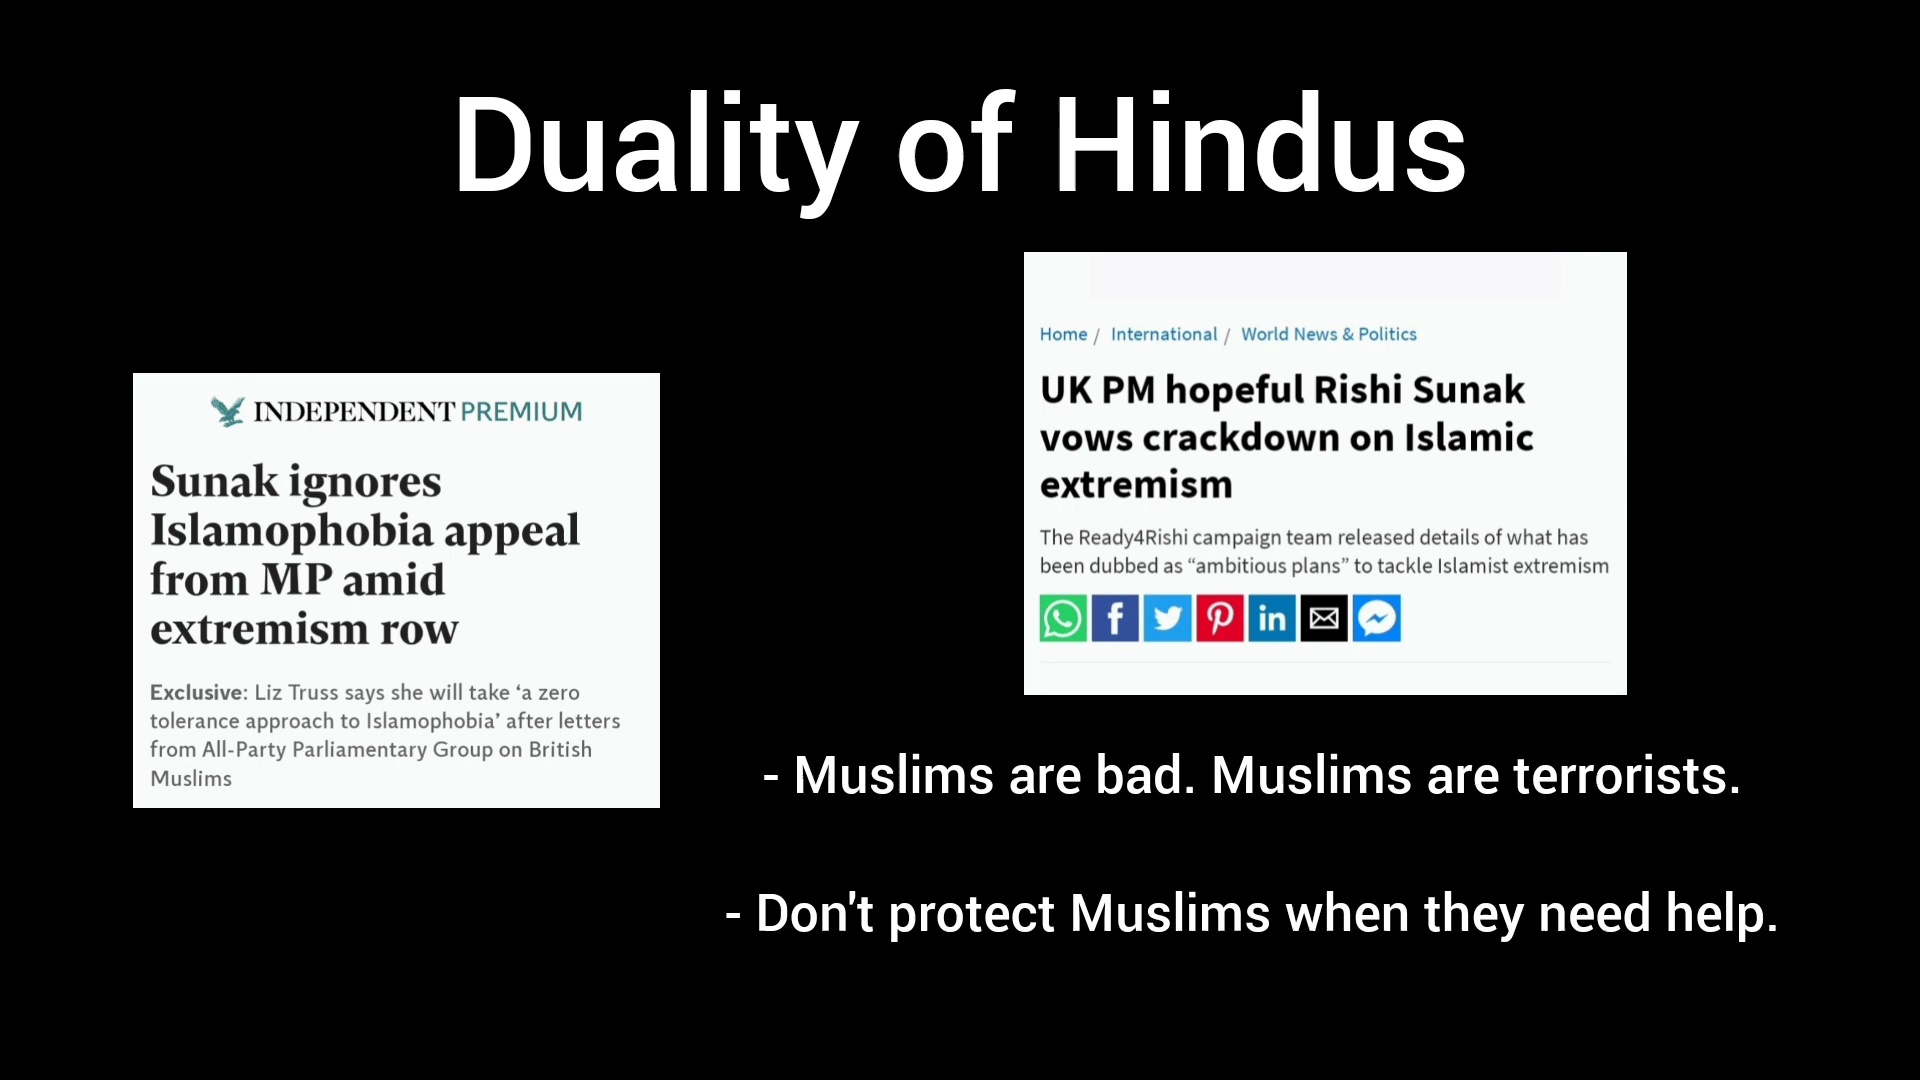 Duality of Hindus
INDEPENDENT PREMIUM
Sunak ignores
Islamophobia appeal
from MP amid
extremism row
Exclusive: Liz Truss says she will take ‘a zero
tolerance approach to Islamophobia’ after letters
from All-Party Parliamentary Group on British
Muslims
Home / International / World News & Politics
UK PM hopeful Rishi Sunak
vows crackdown on Islamic
extremism
The Ready4Rishi campaign team released details of what has
been dubbed as “ambitious plans” to tackle Islamist extremism
- Muslims are bad. Muslims are terrorists.
- Don't protect Muslims when they need help.